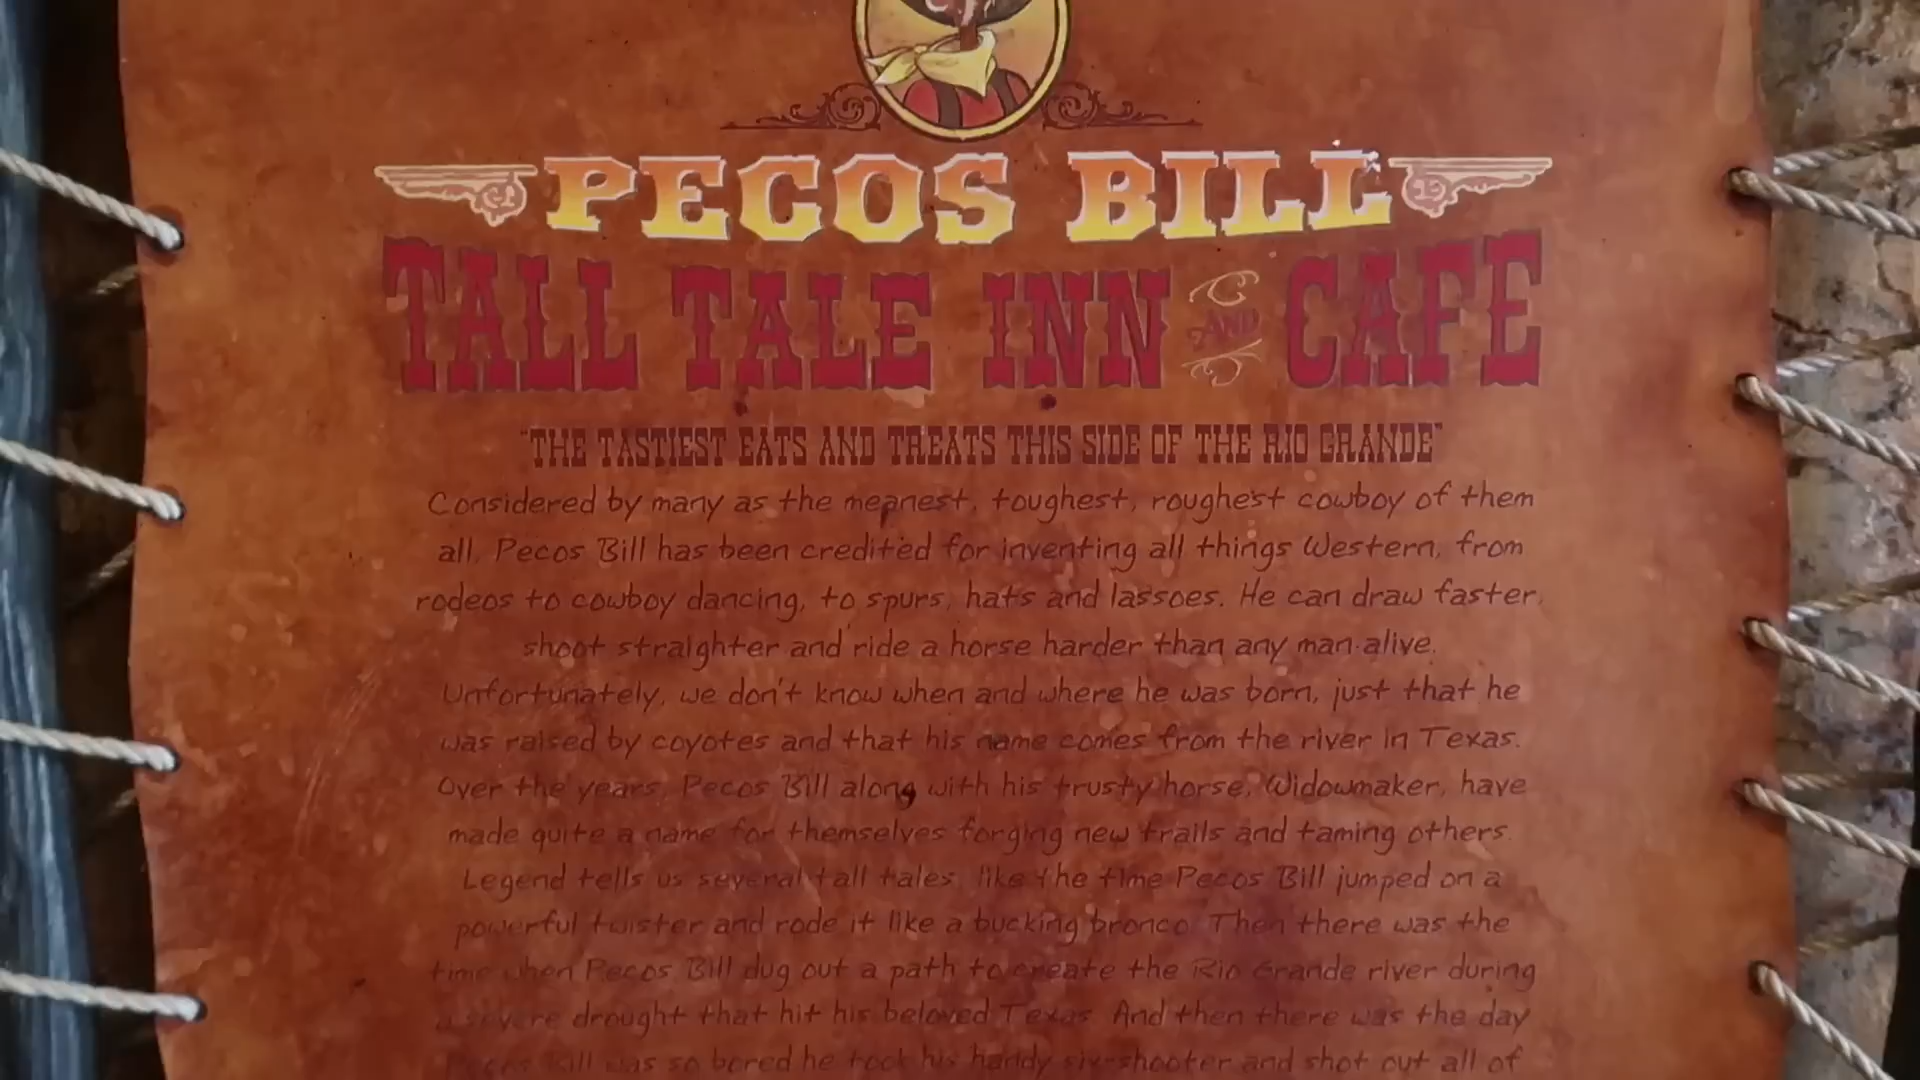 PECOS BILL
TALL TALE INN AND CAFE
"THE TASTIEST EATS AND TREATS THIS SIDE OF THE RIO GRANDE"
Considered by many as the meanest, toughest, roughest cowboy of them
all, Pecos Bill has been credited for inventing all things Western, from
rodeos to cowboy dancing, to spurs, hats and lassoes. He can draw faster,
shoot straighter and ride a horse harder than any man alive.
Unfortunately, we don't know when and where he was born, just that he
was raised by coyotes and that his name comes from the river in Texas.
Over the years, Pecos Bill along with his trusty horse, Widowmaker, have
made quite a name for themselves forging new trails and taming others.
Legend tells us several tall tales, like the time Pecos Bill jumped on a
powerful twister and rode it like a bucking bronco. Then there was the
time when Pecos Bill dug out a path to create the Rio Grande river during
a severe drought that hit his beloved Texas. And then there was the day
Pecos Bill was so bored he took his handy six-shooter and shot out all of